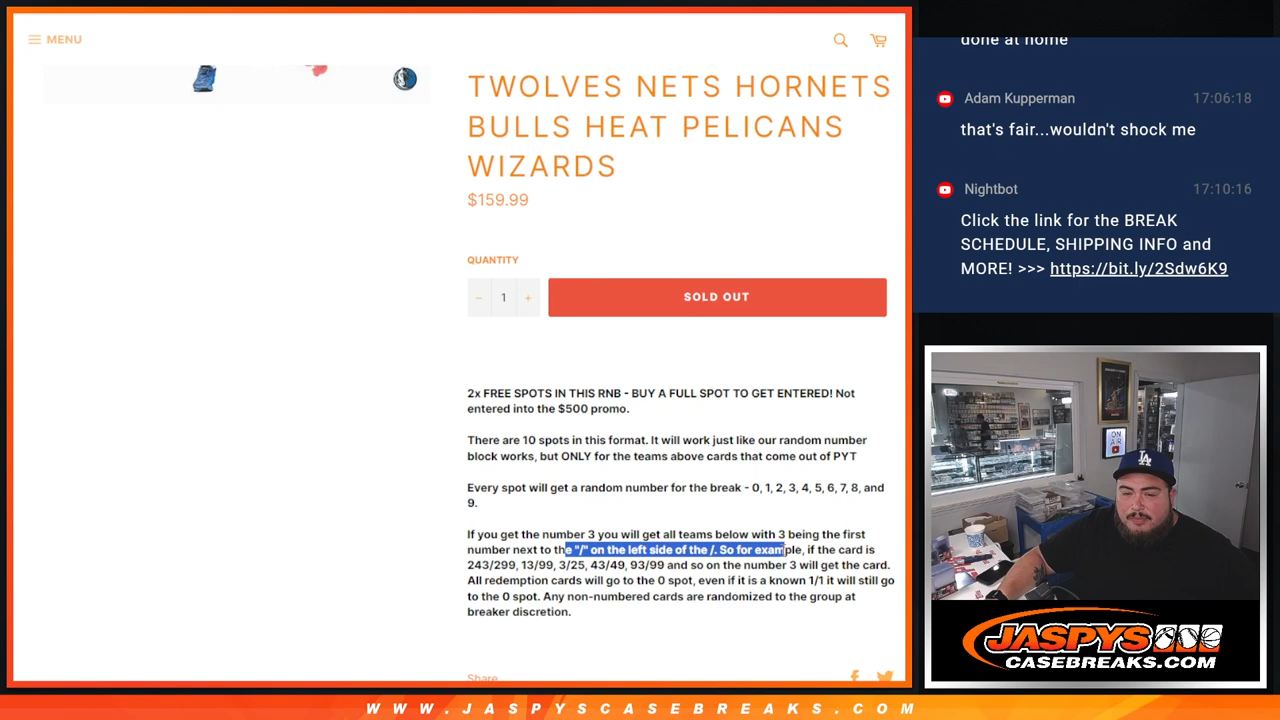 MENU
TWOLVES NETS HORNETS
BULLS HEAT PELICANS
WIZARDS
$159.99
QUANTITY
− 1 +
SOLD OUT
2x FREE SPOTS IN THIS RNB - BUY A FULL SPOT TO GET ENTERED! Not
entered into the $500 promo.
There are 10 spots in this format. It will work just like our random number
block works, but ONLY for the teams above cards that come out of PYT
Every spot will get a random number for the break - 0, 1, 2, 3, 4, 5, 6, 7, 8, and
9.
If you get the number 3 you will get all teams below with 3 being the first
number next to the "/" on the left side of the /. So for example, if the card is
243/299, 13/99, 3/25, 43/49, 93/99 and so on the number 3 will get the card.
All redemption cards will go to the 0 spot, even if it is a known 1/1 it will still go
to the 0 spot. Any non-numbered cards are randomized to the group at
breaker discretion.
Share
done at home
Adam Kupperman 17:06:18
that's fair...wouldn't shock me
Nightbot 17:10:16
Click the link for the BREAK
SCHEDULE, SHIPPING INFO and
MORE! >>> https://bit.ly/2Sdw6K9
ON
AIR
LA
JASPYS
CASEBREAKS.COM
WWW.JASPYSCASEBREAKS.COM